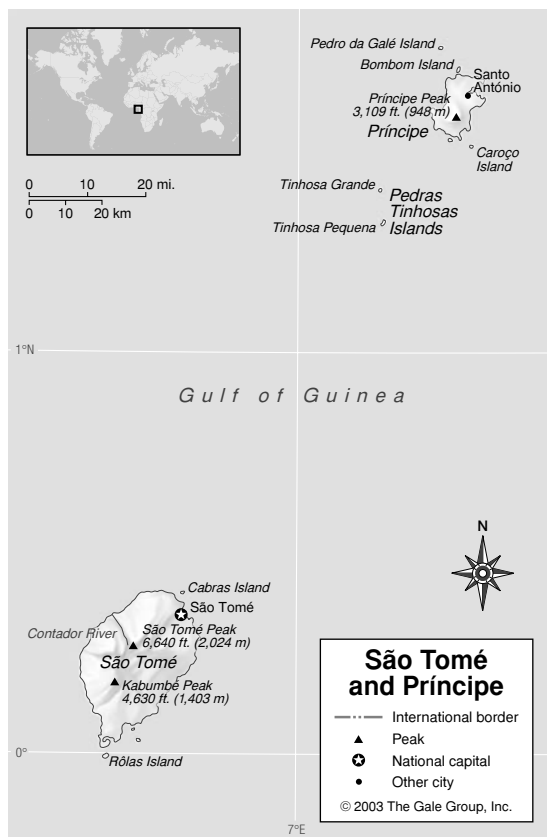 Pedro da Galé Island
Bombom Island
Santo
António
Príncipe Peak
3,109 ft. (948 m)
Príncipe
Caroço
Island
0 10 20 mi.
0 10 20 km
Tinhosa Grande
Pedras
Tinhosas
Islands
Tinhosa Pequena
1°N
Gulf of Guinea
N
Cabras Island
São Tomé
Contador River
São Tomé Peak
6,640 ft. (2,024 m)
São Tomé
Kabumbé Peak
4,630 ft. (1,403 m)
0°
Rôlas Island
7°E
São Tomé
and Príncipe
International border
Peak
National capital
Other city
© 2003 The Gale Group, Inc.